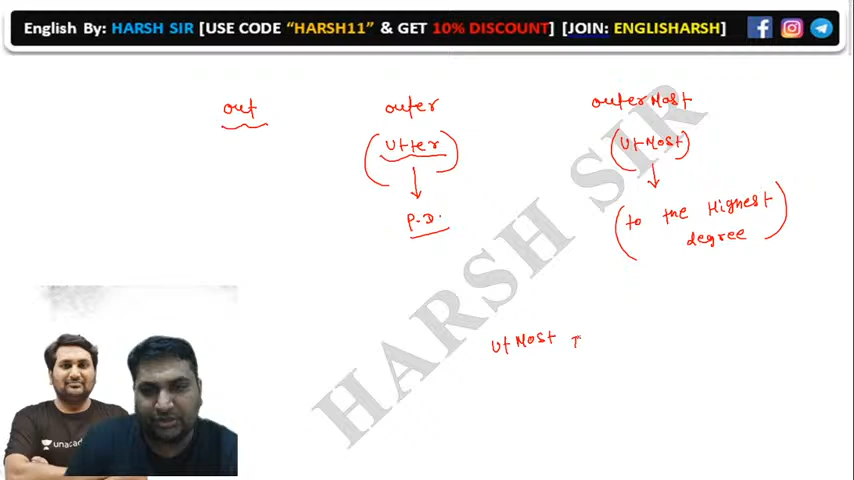 English By: HARSH SIR [USE CODE “HARSH11” & GET 10% DISCOUNT] [JOIN: ENGLISHARSH]
out outer outerMost
(Utter) (UtMost)
P.D. (to the Highest
degree)
UtMost
HARSH SIR
unacad